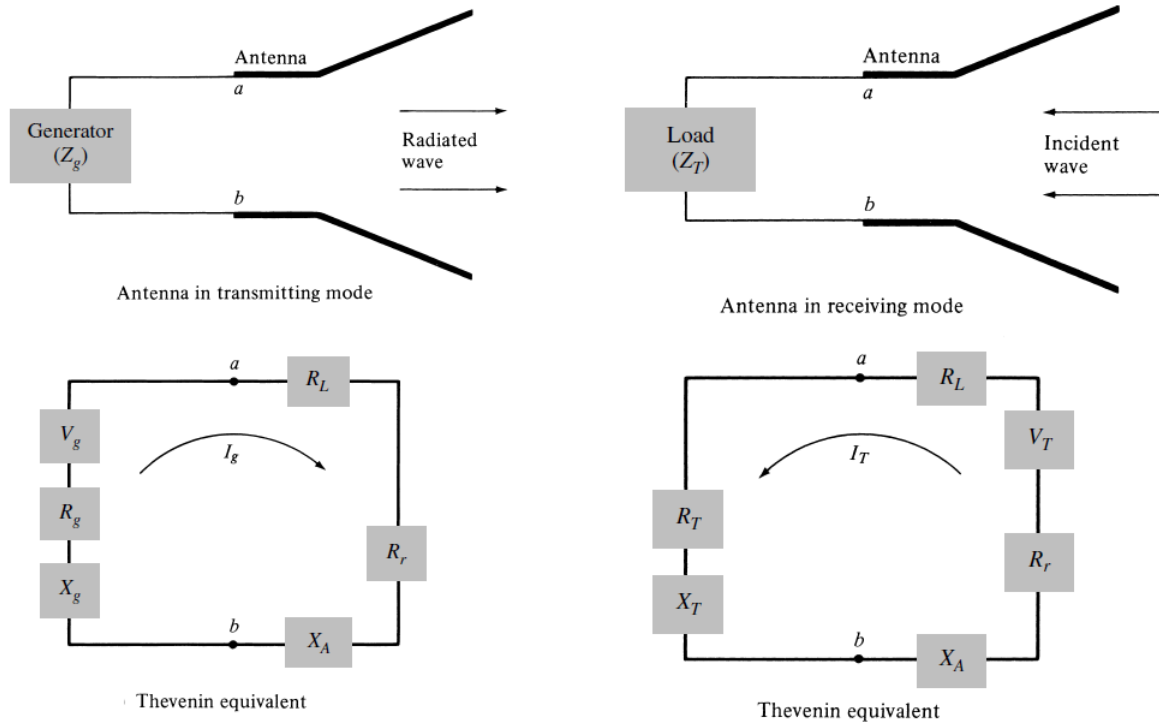 Antenna
a
Generator
(Z_g)
Radiated
wave
b
Antenna in transmitting mode
Antenna
a
Load
(Z_T)
Incident
wave
b
Antenna in receiving mode
a
R_L
V_g
I_g
R_g
R_r
X_g
b
X_A
Thevenin equivalent
a
R_L
V_T
I_T
R_T
R_r
X_T
b
X_A
Thevenin equivalent